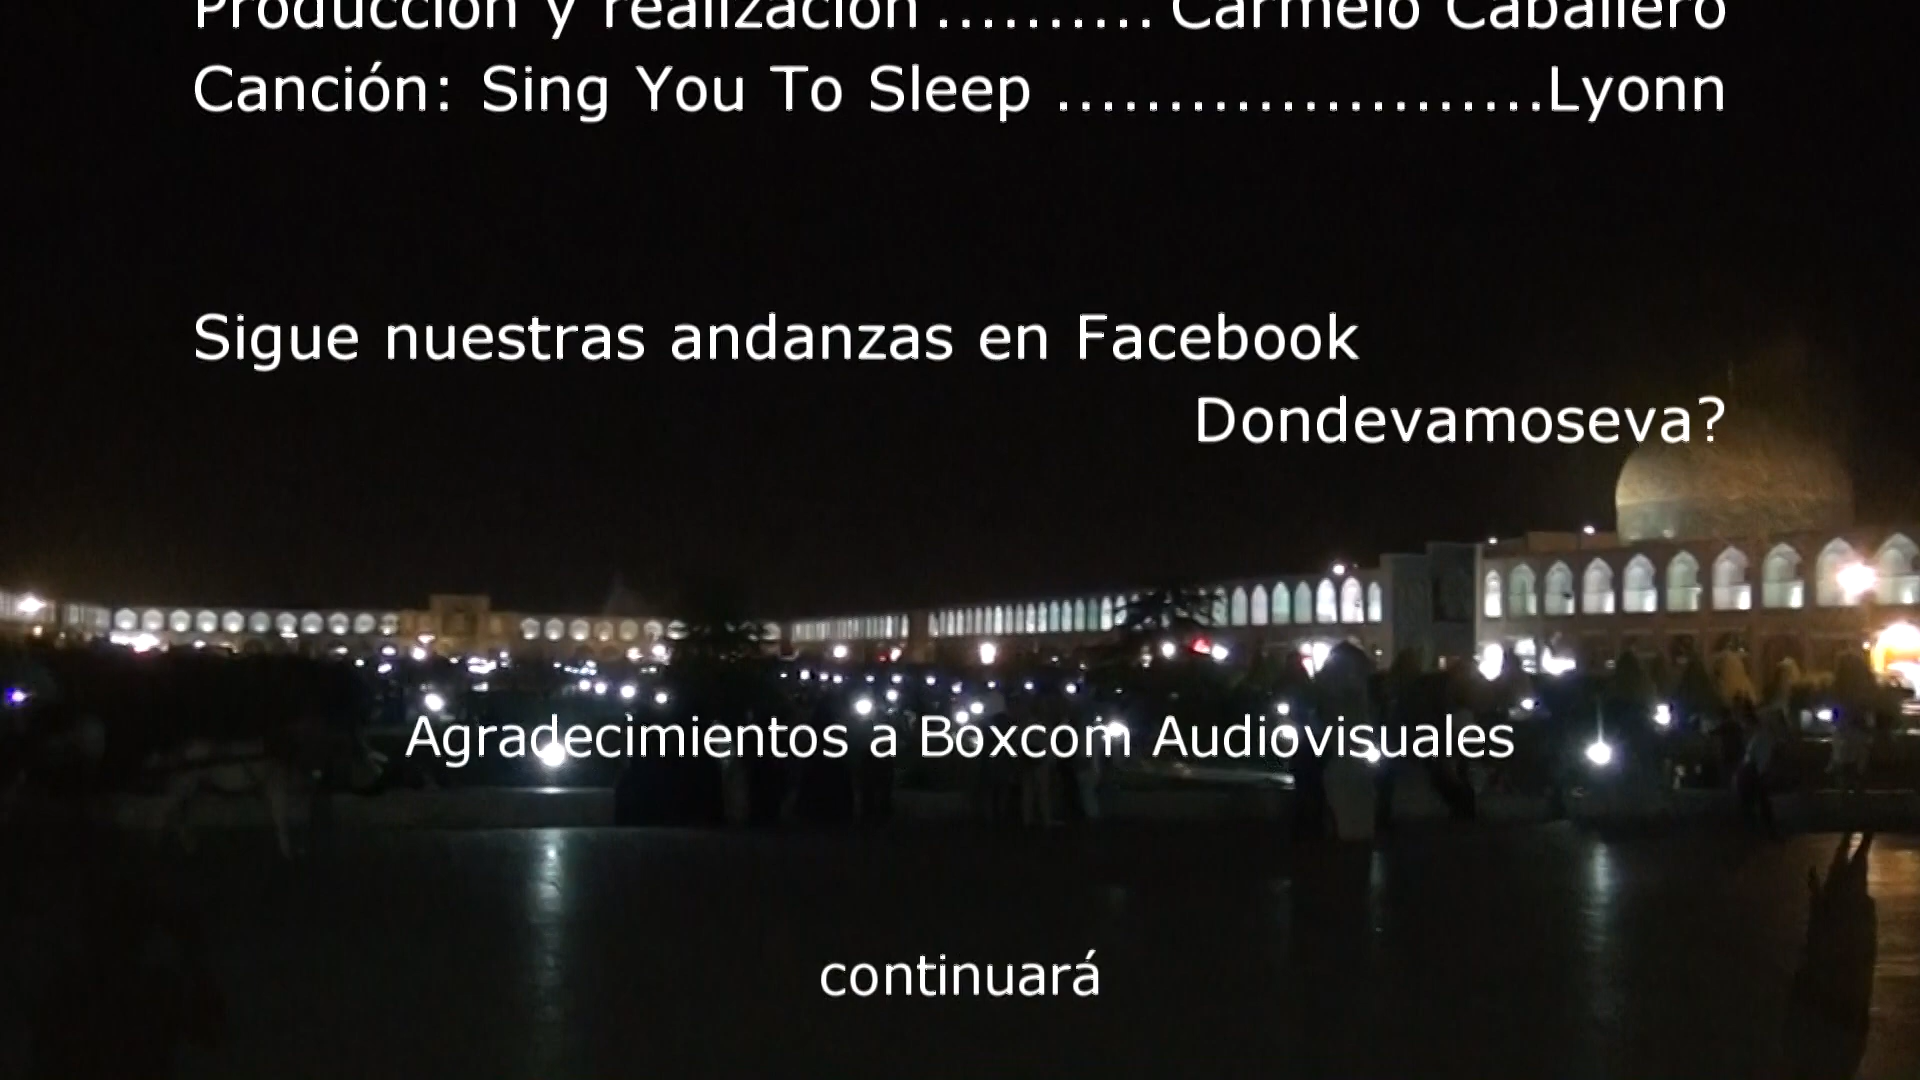 Producción y realización .......... Carmelo Caballero
Canción: Sing You To Sleep ......................Lyonn
Sigue nuestras andanzas en Facebook
Dondevamoseva?
Agradecimientos a Boxcom Audiovisuales
continuará